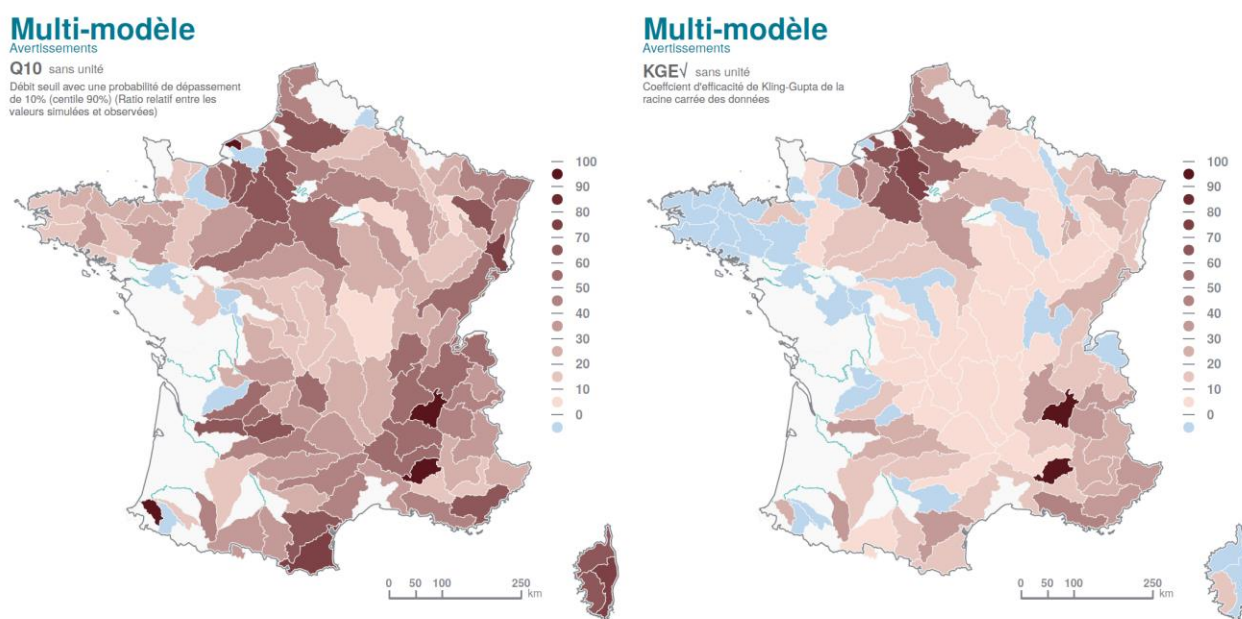 Multi-modèle
Avertissements
Q10 sans unité
Débit seuil avec une probabilité de dépassement
de 10% (centile 90%) (Ratio relatif entre les
valeurs simulées et observées)
100
90
80
70
60
50
40
30
20
10
0
0 50 100 250
km
Multi-modèle
Avertissements
KGE√ sans unité
Coeffcient d'efficacité de Kling-Gupta de la
racine carrée des données
100
90
80
70
60
50
40
30
20
10
0
0 50 100 250
km